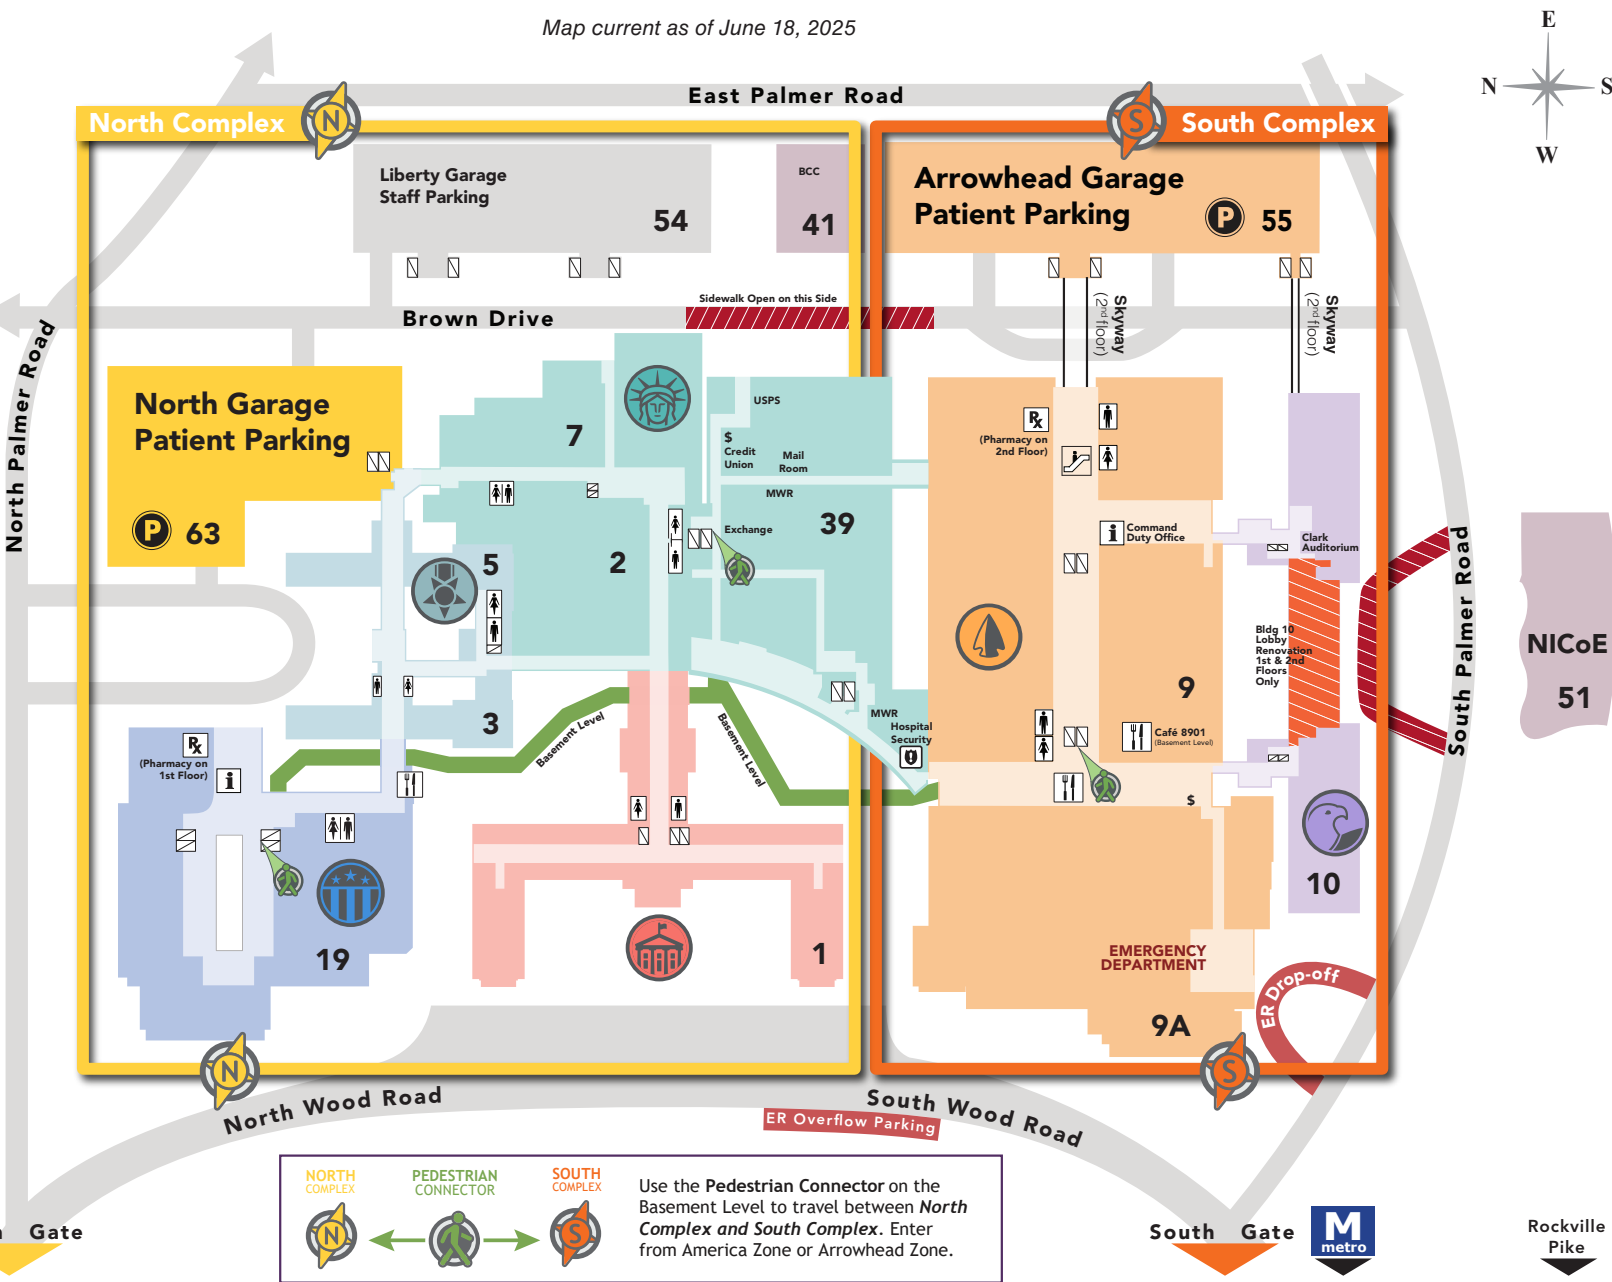 Map current as of June 18, 2025
E
N
S
W
East Palmer Road
North Complex
N
S
South Complex
Liberty Garage
Staff Parking
54
BCC
41
Arrowhead Garage
Patient Parking
P
55
Sidewalk Open on this Side
Brown Drive
Skyway
(2nd floor)
Skyway
(2nd floor)
North Palmer Road
North Garage
Patient Parking
P
63
7
USPS
$
Credit
Union
Mail
Room
MWR
39
Exchange
5
2
Rx
(Pharmacy on
2nd Floor)
i
Command
Duty Office
Clark
Auditorium
Bldg 10
Lobby
Renovation
1st & 2nd
Floors
Only
South Palmer Road
NICoE
51
9
3
MWR
Hospital
Security
Café 8901
(Basement Level)
$
Basement Level
Basement Level
Rx
(Pharmacy on
1st Floor)
i
19
1
10
EMERGENCY
DEPARTMENT
9A
ER Drop-off
N
S
North Wood Road
South Wood Road
ER Overflow Parking
NORTH
COMPLEX
N
PEDESTRIAN
CONNECTOR
SOUTH
COMPLEX
S
Use the Pedestrian Connector on the
Basement Level to travel between North
Complex and South Complex. Enter
from America Zone or Arrowhead Zone.
Gate
South Gate
M
metro
Rockville
Pike